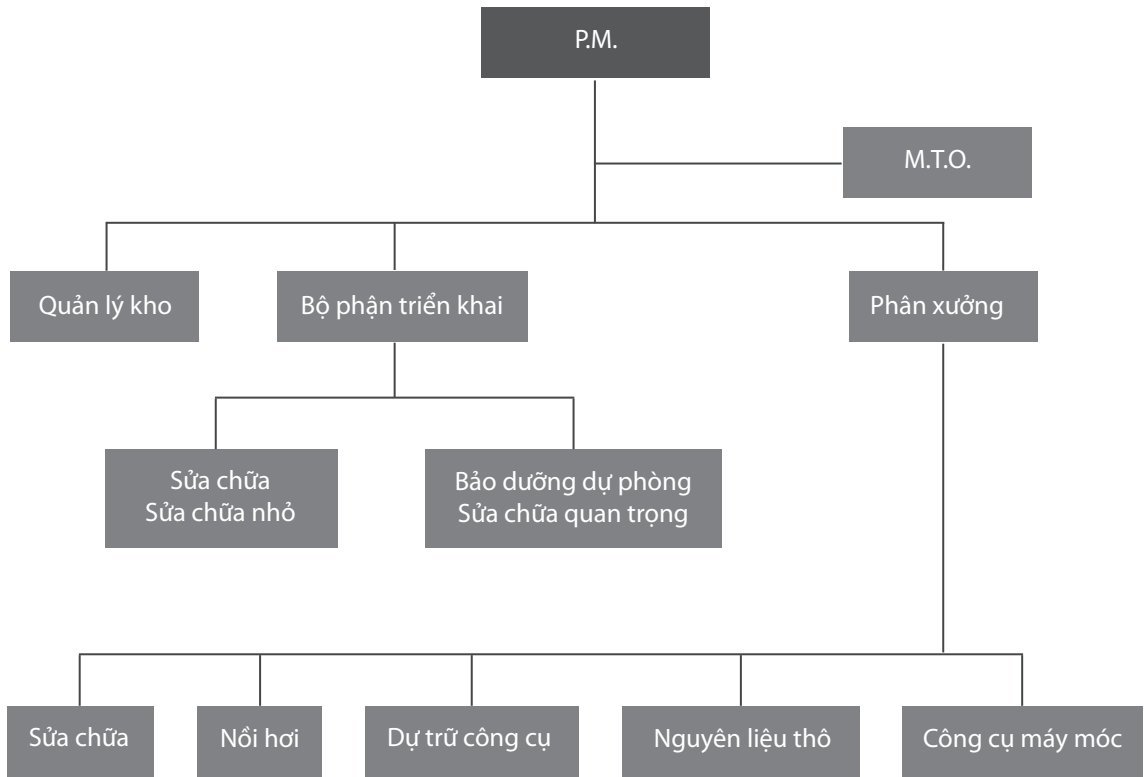 P.M.
M.T.O.
Quản lý kho
Bộ phận triển khai
Phân xưởng
Sửa chữa
Sửa chữa nhỏ
Bảo dưỡng dự phòng
Sửa chữa quan trọng
Sửa chữa
Nồi hơi
Dự trữ công cụ
Nguyên liệu thô
Công cụ máy móc